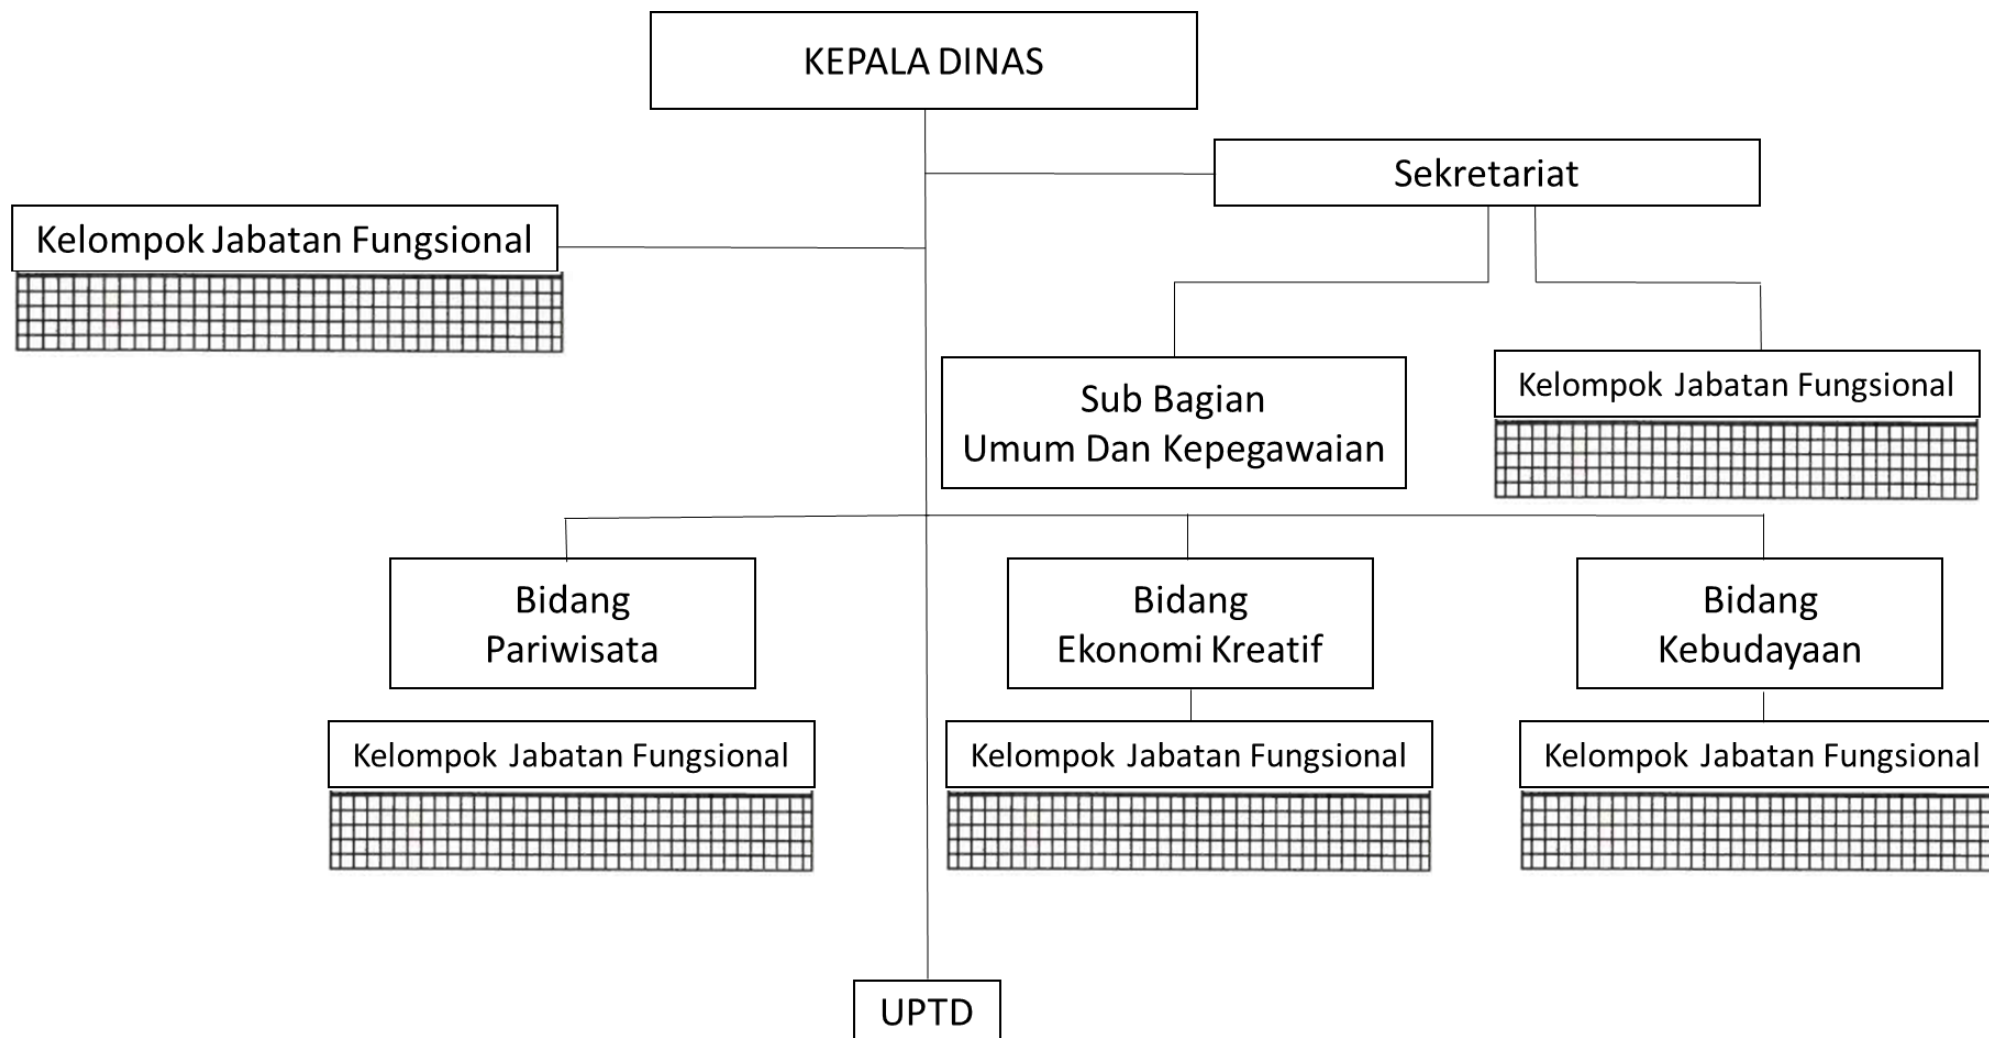 KEPALA DINAS
Sekretariat
Kelompok Jabatan Fungsional
Sub Bagian
Umum Dan Kepegawaian
Kelompok Jabatan Fungsional
Bidang
Pariwisata
Bidang
Ekonomi Kreatif
Bidang
Kebudayaan
Kelompok Jabatan Fungsional
Kelompok Jabatan Fungsional
Kelompok Jabatan Fungsional
UPTD